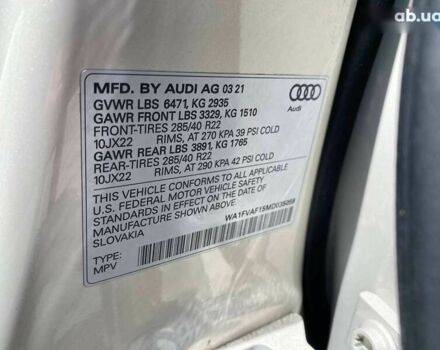 ab.ua
MFD. BY AUDI AG 03 21
GVWR LBS 6471, KG 2935
GAWR FRONT LBS 3329, KG 1510
FRONT-TIRES 285/40 R22
10JX22 RIMS, AT 270 KPA 39 PSI COLD
GAWR REAR LBS 3891, KG 1765
REAR-TIRES 285/40 R22
10JX22 RIMS, AT 290 KPA 42 PSI COLD
Audi
THIS VEHICLE CONFORMS TO ALL APPLICABLE
U.S. FEDERAL MOTOR VEHICLE SAFETY
STANDARDS IN EFFECT ON THE DATE OF
MANUFACTURE SHOWN ABOVE.
SLOVAKIA
WA1FVAF15MD035059
TYPE:
MPV